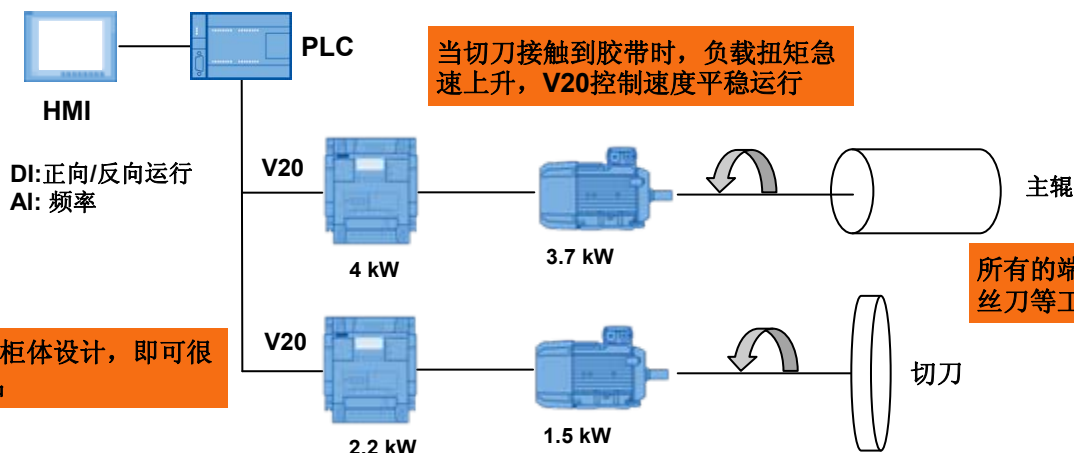 PLC
HMI
当切刀接触到胶带时，负载扭矩急
速上升，V20控制速度平稳运行
DI:正向/反向运行
AI: 频率
V20
4 kW
3.7 kW
主辊
所有的端
丝刀等工
柜体设计，即可很
V20
2.2 kW
1.5 kW
切刀